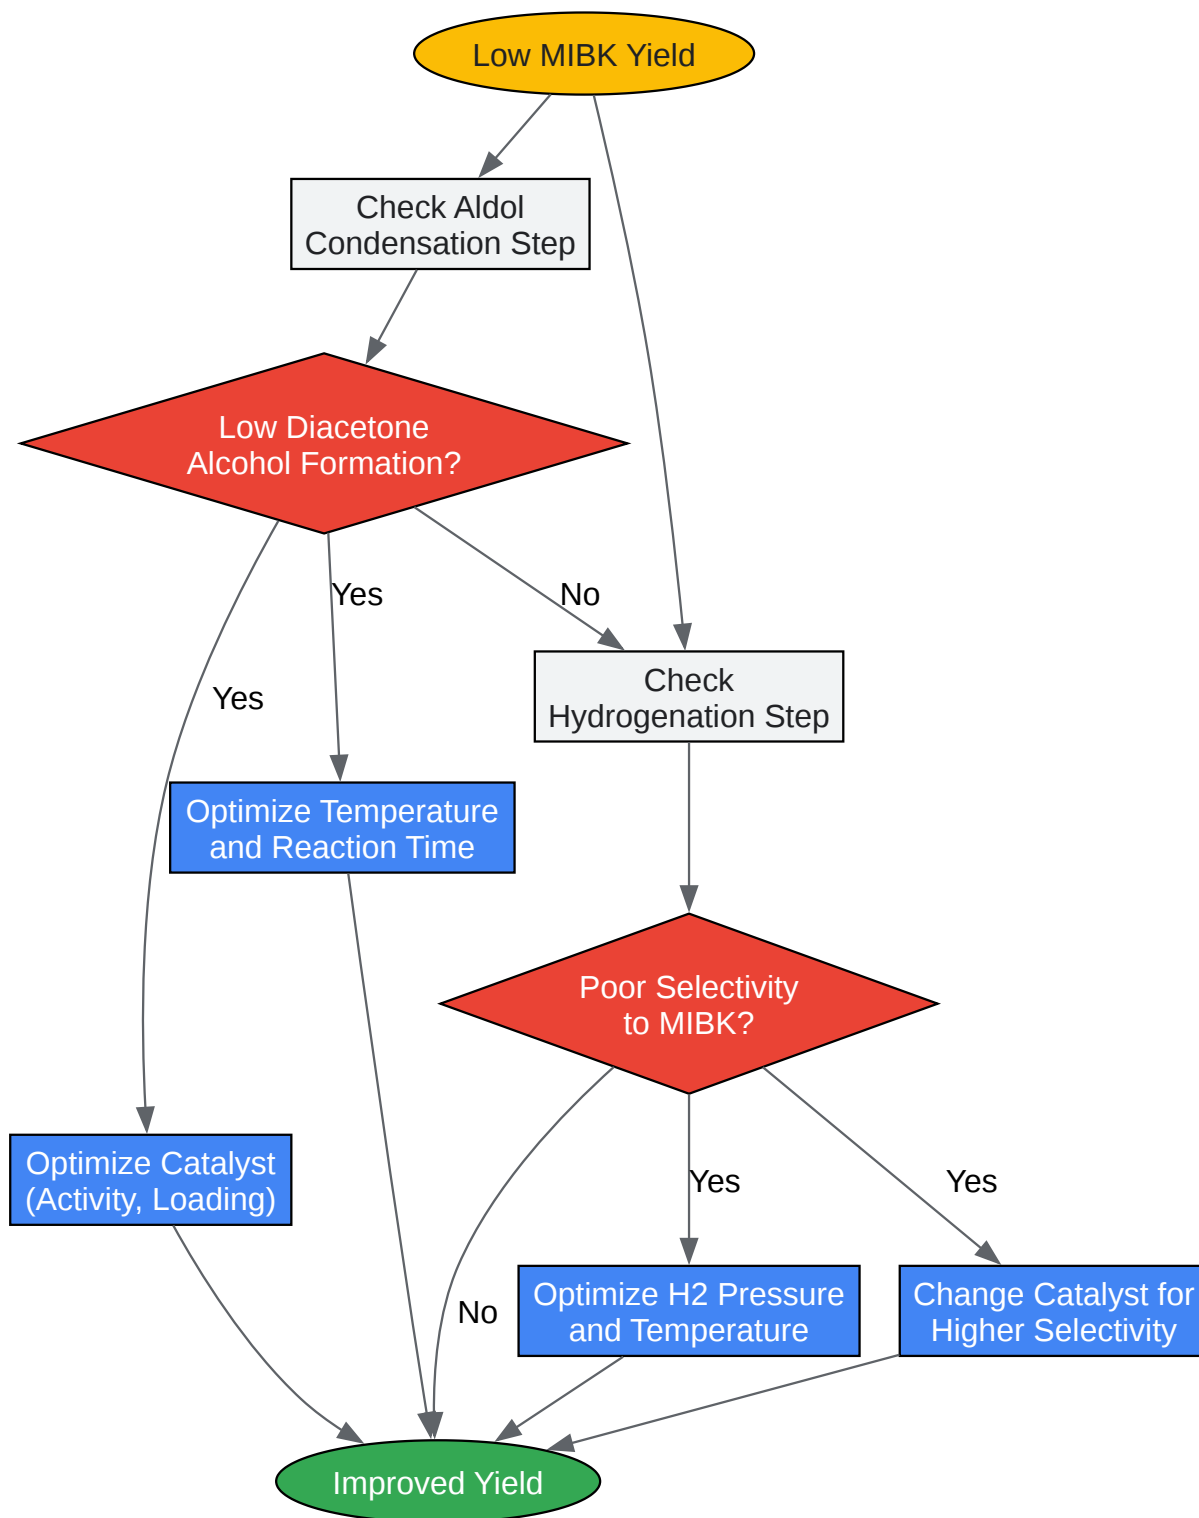 Low MIBK Yield
Check Aldol
Condensation Step
Low Diacetone
Alcohol Formation?
Yes
No
Yes
Check
Hydrogenation Step
Optimize Temperature
and Reaction Time
Poor Selectivity
to MIBK?
Optimize Catalyst
(Activity, Loading)
Yes
Yes
No
Optimize H2 Pressure
and Temperature
Change Catalyst for
Higher Selectivity
Improved Yield